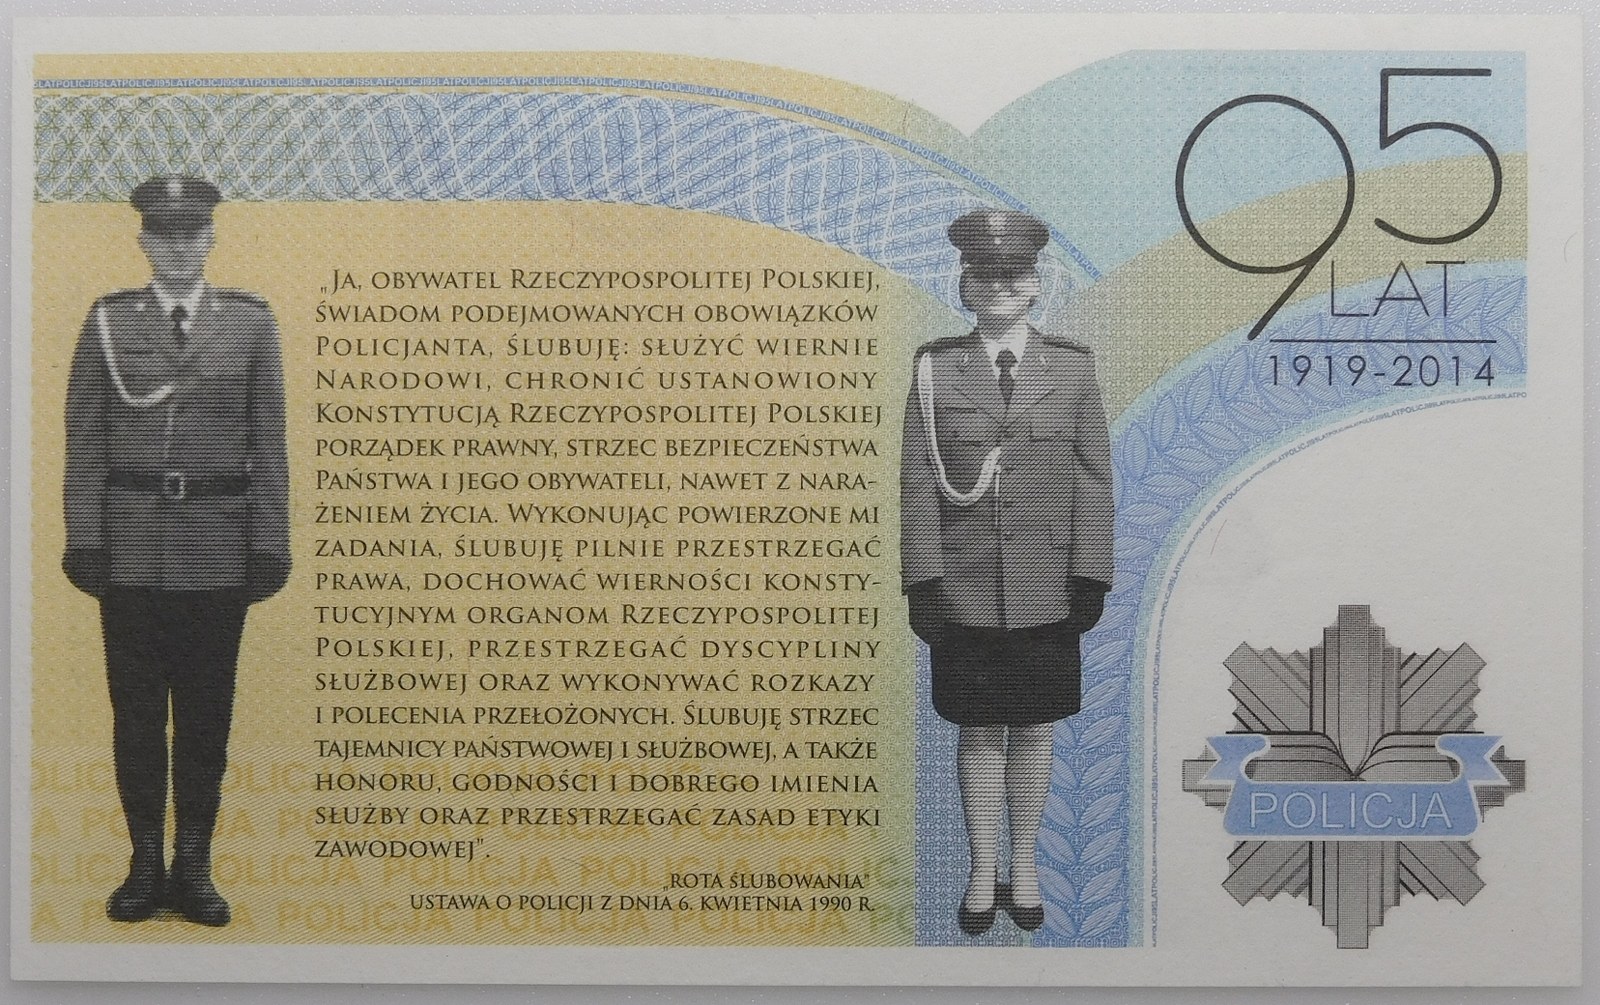 „Ja, obywatel Rzeczypospolitej Polskiej,
świadom podejmowanych obowiązków
policjanta, ślubuję: służyć wiernie
Narodowi, chronić ustanowiony
Konstytucją Rzeczypospolitej Polskiej
porządek prawny, strzec bezpieczeństwa
Państwa i jego obywateli, nawet z nara-
żeniem życia. Wykonując powierzone mi
zadania, ślubuję pilnie przestrzegać
prawa, dochować wierności konsty-
tucyjnym organom Rzeczypospolitej
Polskiej, przestrzegać dyscypliny
służbowej oraz wykonywać rozkazy
i polecenia przełożonych. Ślubuję strzec
tajemnicy państwowej i służbowej, a także
honoru, godności i dobrego imienia
służby oraz przestrzegać zasad etyki
zawodowej".
„ROTA ŚLUBOWANIA"
USTAWA O POLICJI Z DNIA 6. KWIETNIA 1990 R.
95
LAT
1919-2014
POLICJA